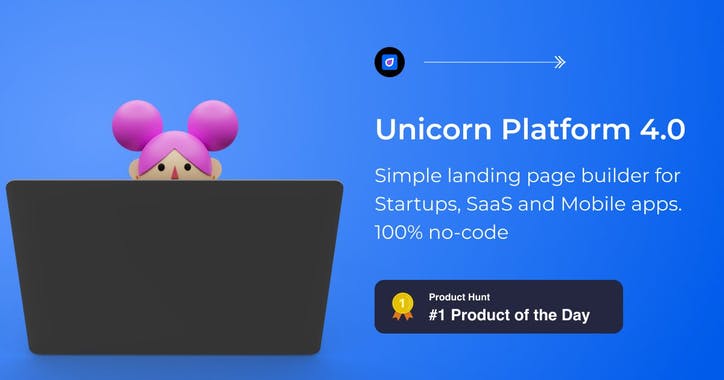 Unicorn Platform 4.0
Simple landing page builder for
Startups, SaaS and Mobile apps.
100% no-code
1
Product Hunt
#1 Product of the Day